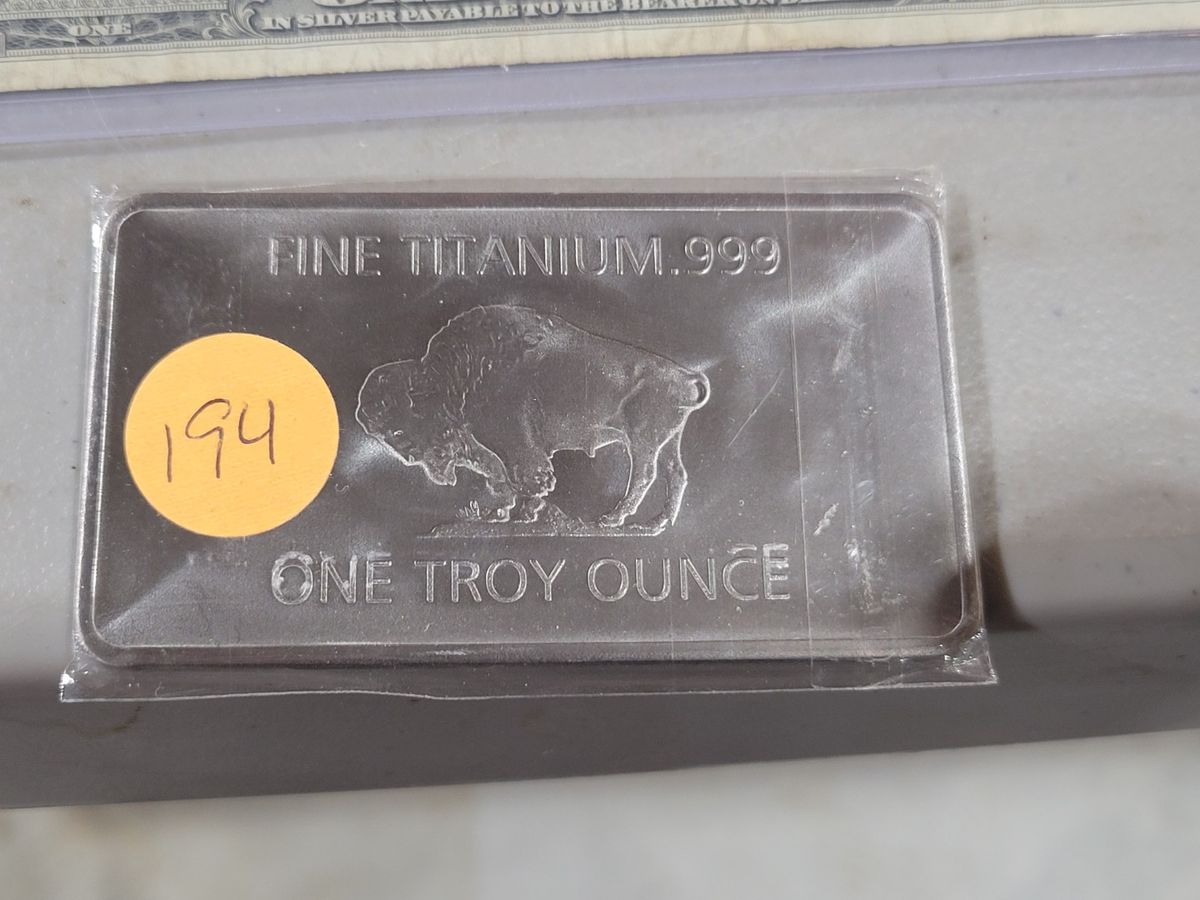 ONE
IN SILVER PAYABLE TO THE BEARER ON
FINE TITANIUM.999
194
ONE TROY OUNCE